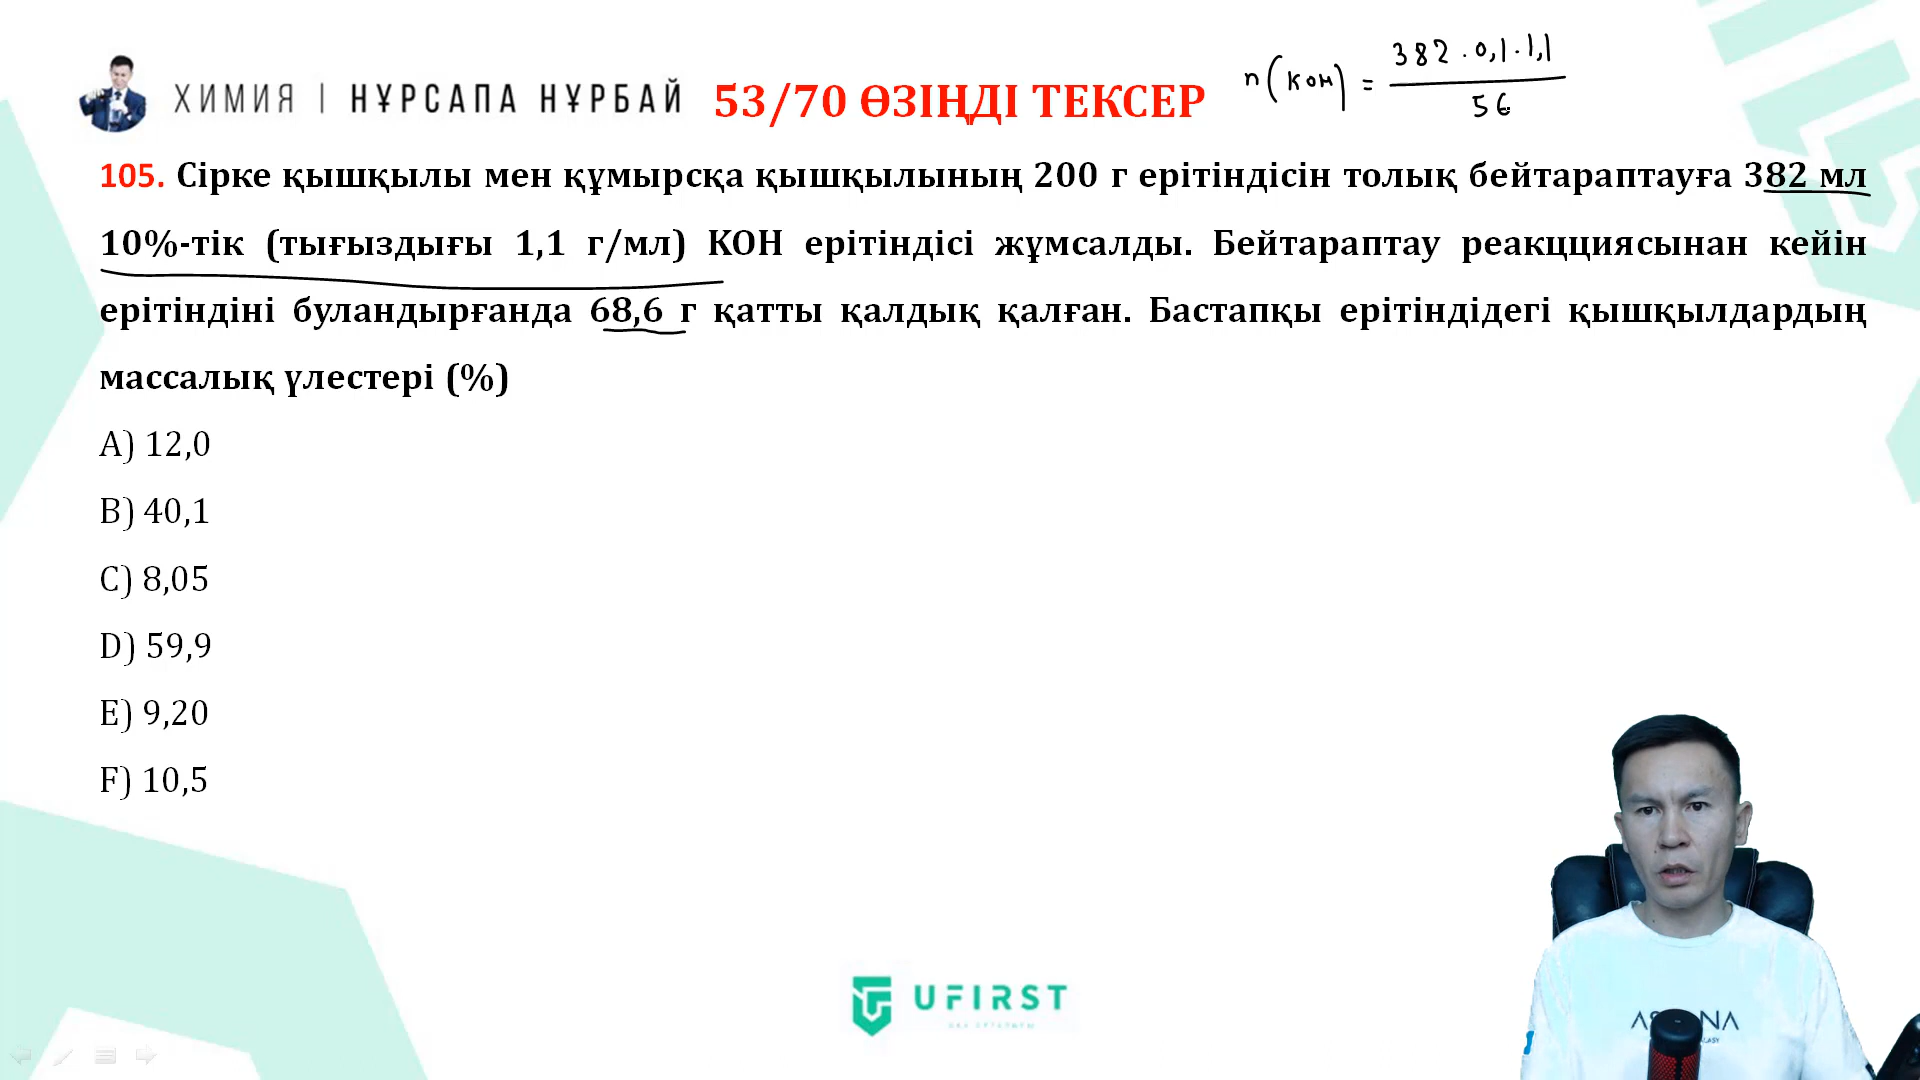 ХИМИЯ | НҰРСАПА НҰРБАЙ
53/70 ӨЗІҢДІ ТЕКСЕР
n(KOH) = 382 · 0,1 · 1,1 / 56
105. Сірке қышқылы мен құмырсқа қышқылының 200 г ерітіндісін толық бейтараптауға 382 мл
10%-тік (тығыздығы 1,1 г/мл) KOH ерітіндісі жұмсалды. Бейтараптау реакцциясынан кейін
ерітіндіні буландырғанда 68,6 г қатты қалдық қалған. Бастапқы ерітіндідегі қышқылдардың
массалық үлестері (%)
A) 12,0
B) 40,1
C) 8,05
D) 59,9
E) 9,20
F) 10,5
UFIRST